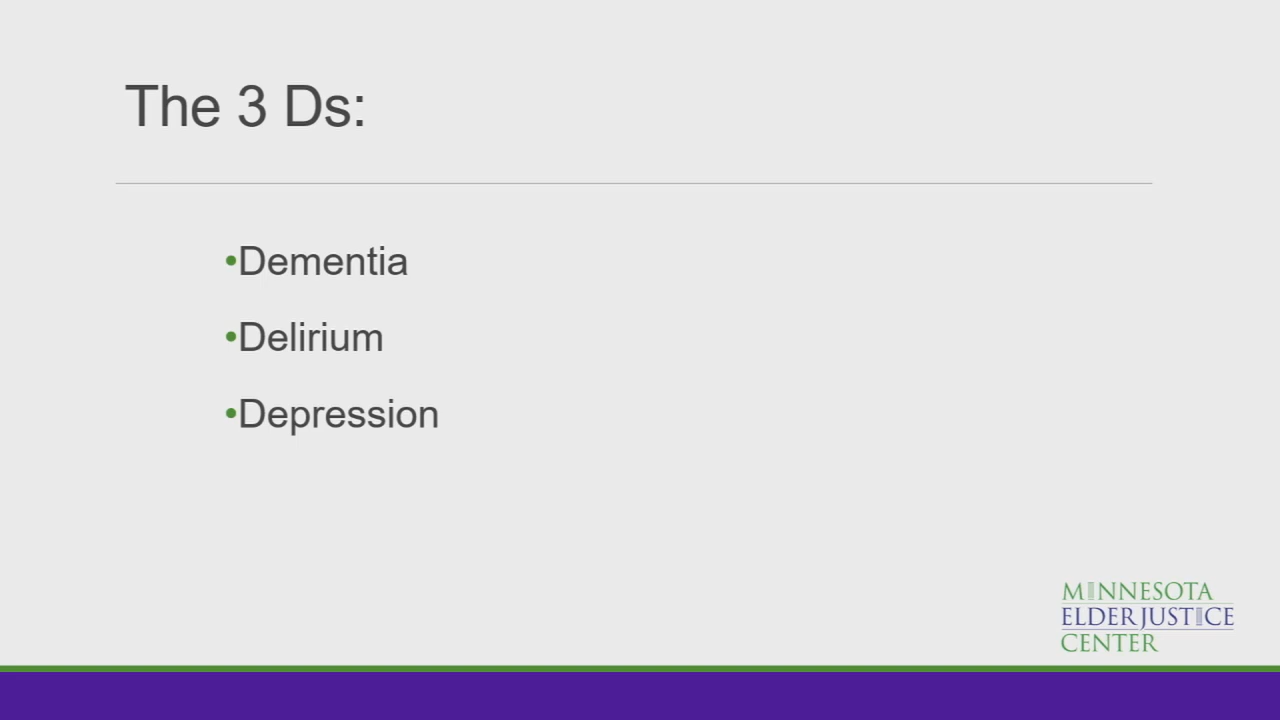 The 3 Ds:
•Dementia
•Delirium
•Depression
MINNESOTA
ELDER JUSTICE
CENTER